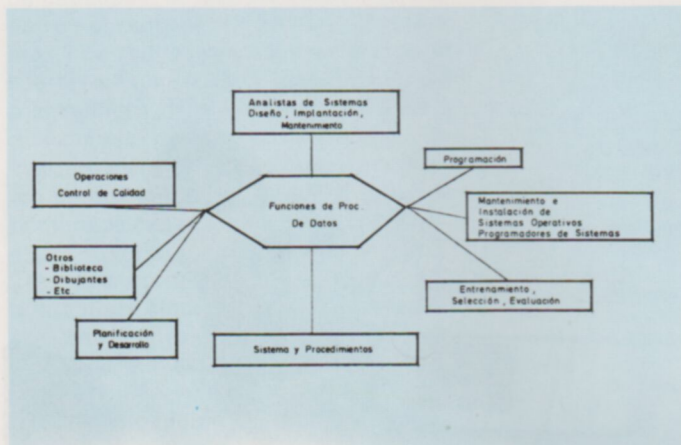 Analistas de Sistemas
Diseño, Implantación,
Mantenimiento
Programación
Operaciones
Control de Calidad
Funciones de Proc.
De Datos
Mantenimiento e
Instalación de
Sistemas Operativos
Programadores de Sistemas
Otros
- Biblioteca
- Dibujantes
- Etc.
Entrenamiento,
Selección, Evaluación
Planificación
y Desarrollo
Sistema y Procedimientos